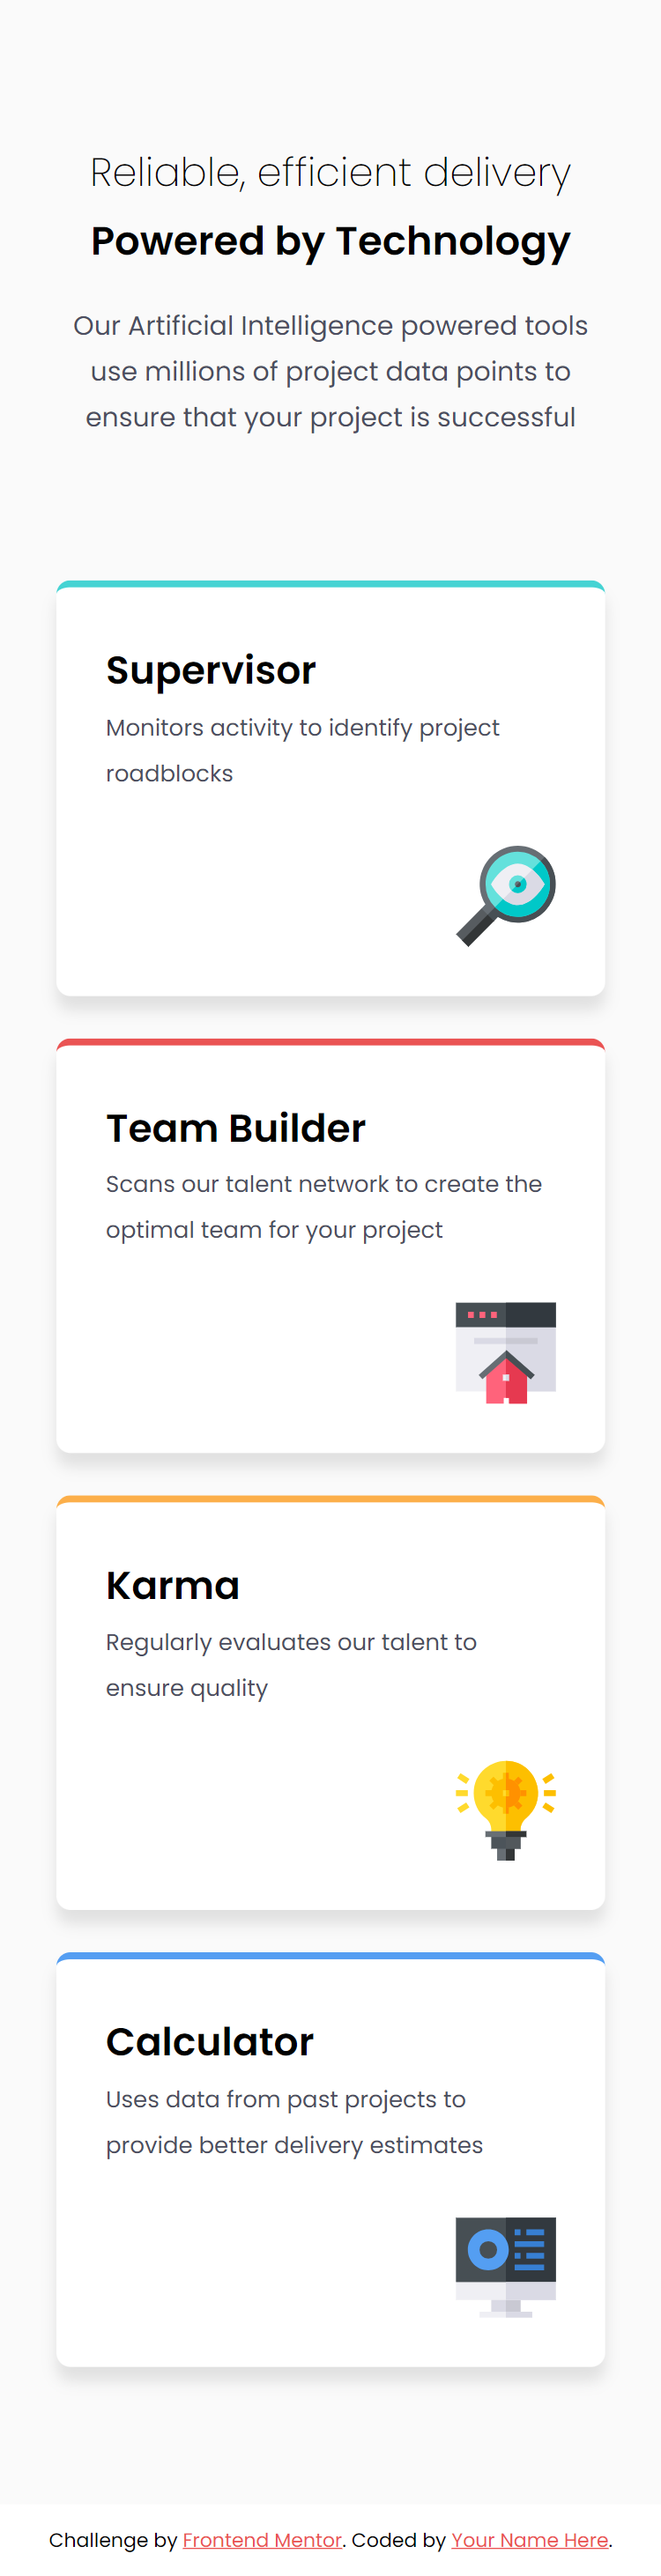 Reliable, efficient delivery
Powered by Technology
Our Artificial Intelligence powered tools
use millions of project data points to
ensure that your project is successful
Supervisor
Monitors activity to identify project
roadblocks
Team Builder
Scans our talent network to create the
optimal team for your project
Karma
Regularly evaluates our talent to
ensure quality
Calculator
Uses data from past projects to
provide better delivery estimates
Challenge by Frontend Mentor. Coded by Your Name Here.